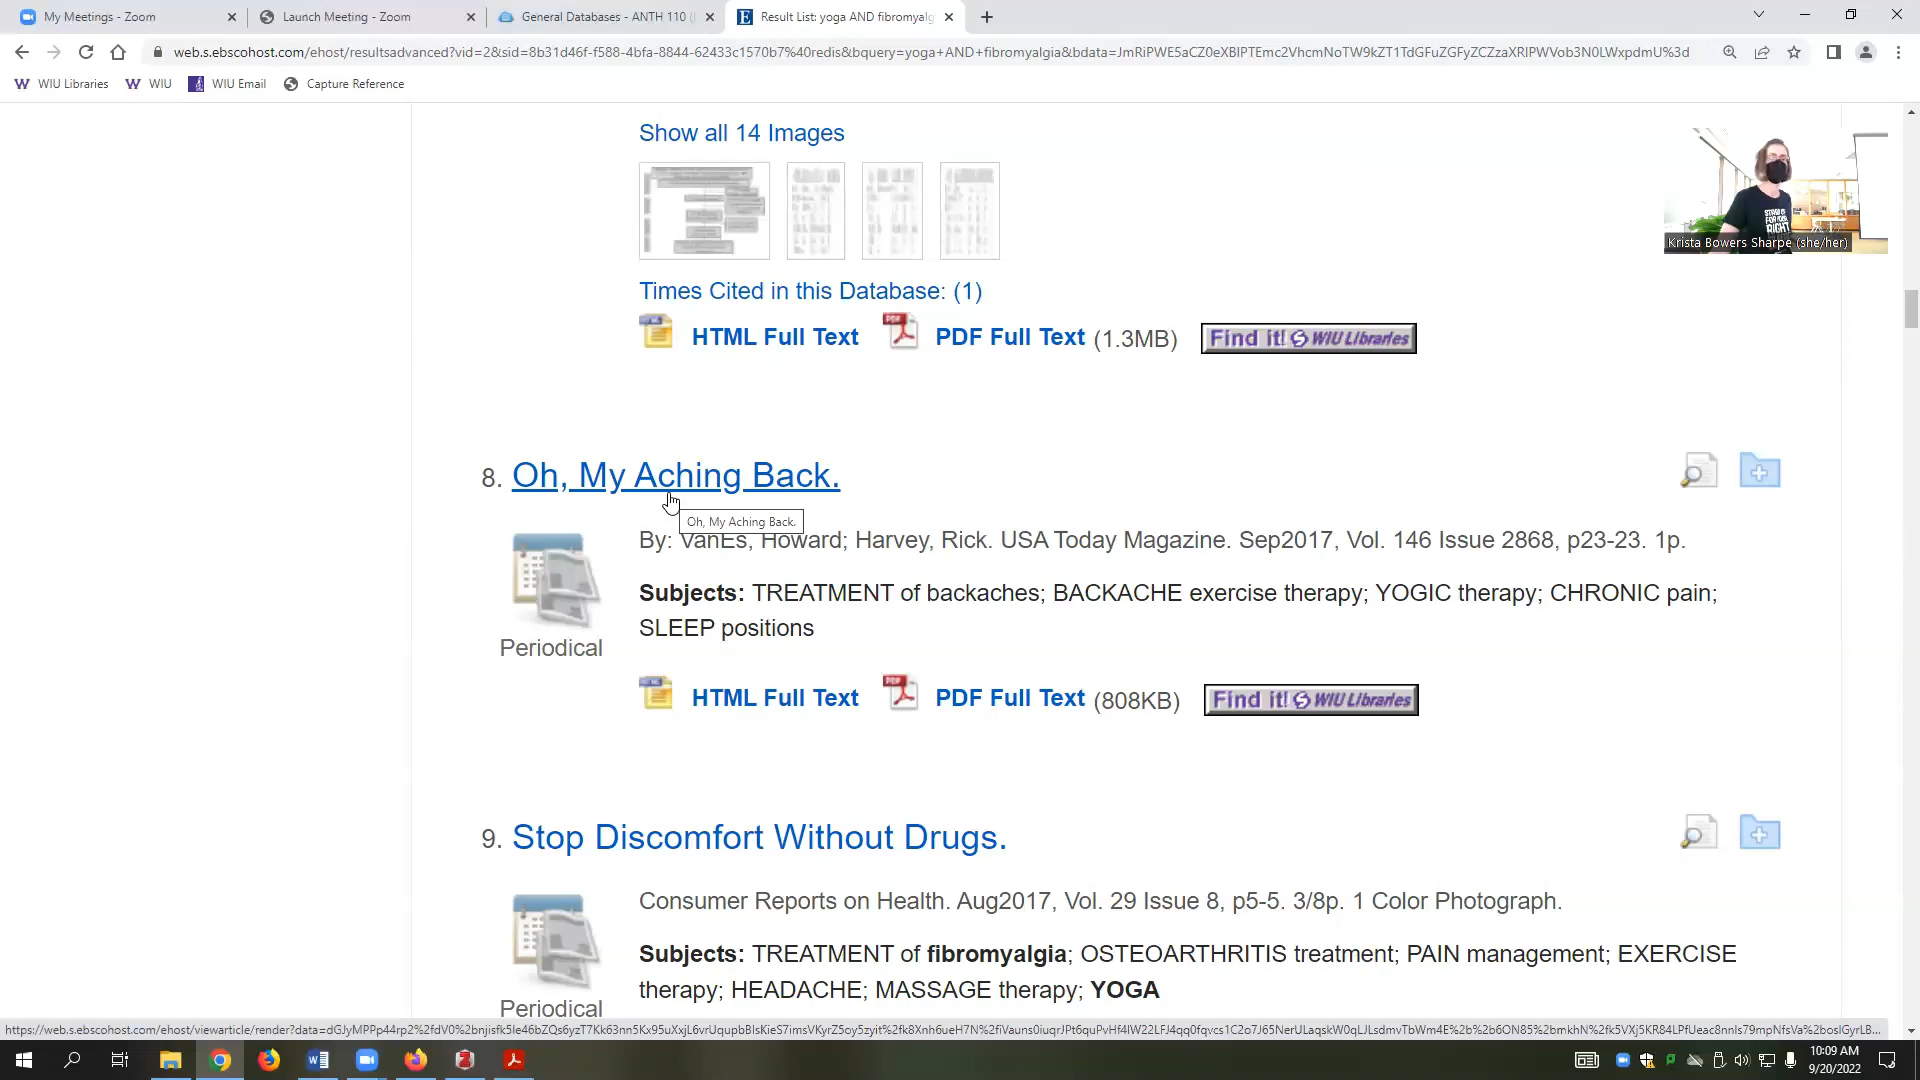 My Meetings - Zoom
Launch Meeting - Zoom
General Databases - ANTH 110 (
Result List: yoga AND fibromyalg
web.s.ebscohost.com/ehost/resultsadvanced?vid=2&sid=8b31d46f-f588-4bfa-8844-62433c1570b7%40redis&bquery=yoga+AND+fibromyalgia&bdata=JmRiPWE5aCZ0eXBlPTEmc2VhcmNoTW9kZT1TdGFuZGFyZCZzaXRlPWVob3N0LWxpdmU%3d
WIU Libraries
WIU
WIU Email
Capture Reference
Show all 14 Images
Krista Bowers Sharpe (she/her)
Times Cited in this Database: (1)
HTML Full Text PDF Full Text (1.3MB) Find it! WIU Libraries
8. Oh, My Aching Back.
Oh, My Aching Back.
By: VanEs, Howard; Harvey, Rick. USA Today Magazine. Sep2017, Vol. 146 Issue 2868, p23-23. 1p.
Subjects: TREATMENT of backaches; BACKACHE exercise therapy; YOGIC therapy; CHRONIC pain;
SLEEP positions
Periodical
HTML Full Text PDF Full Text (808KB) Find it! WIU Libraries
9. Stop Discomfort Without Drugs.
Consumer Reports on Health. Aug2017, Vol. 29 Issue 8, p5-5. 3/8p. 1 Color Photograph.
Subjects: TREATMENT of fibromyalgia; OSTEOARTHRITIS treatment; PAIN management; EXERCISE
therapy; HEADACHE; MASSAGE therapy; YOGA
Periodical
10:09 AM
9/20/2022